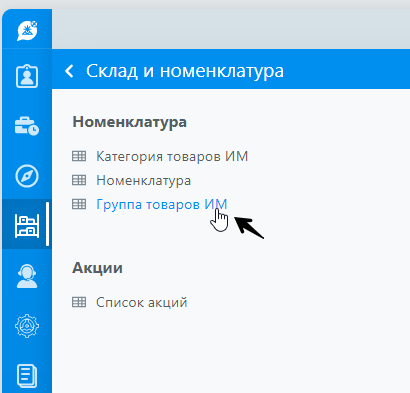 Склад и номенклатура
Номенклатура
Категория товаров ИМ
Номенклатура
Группа товаров ИМ
Акции
Список акций